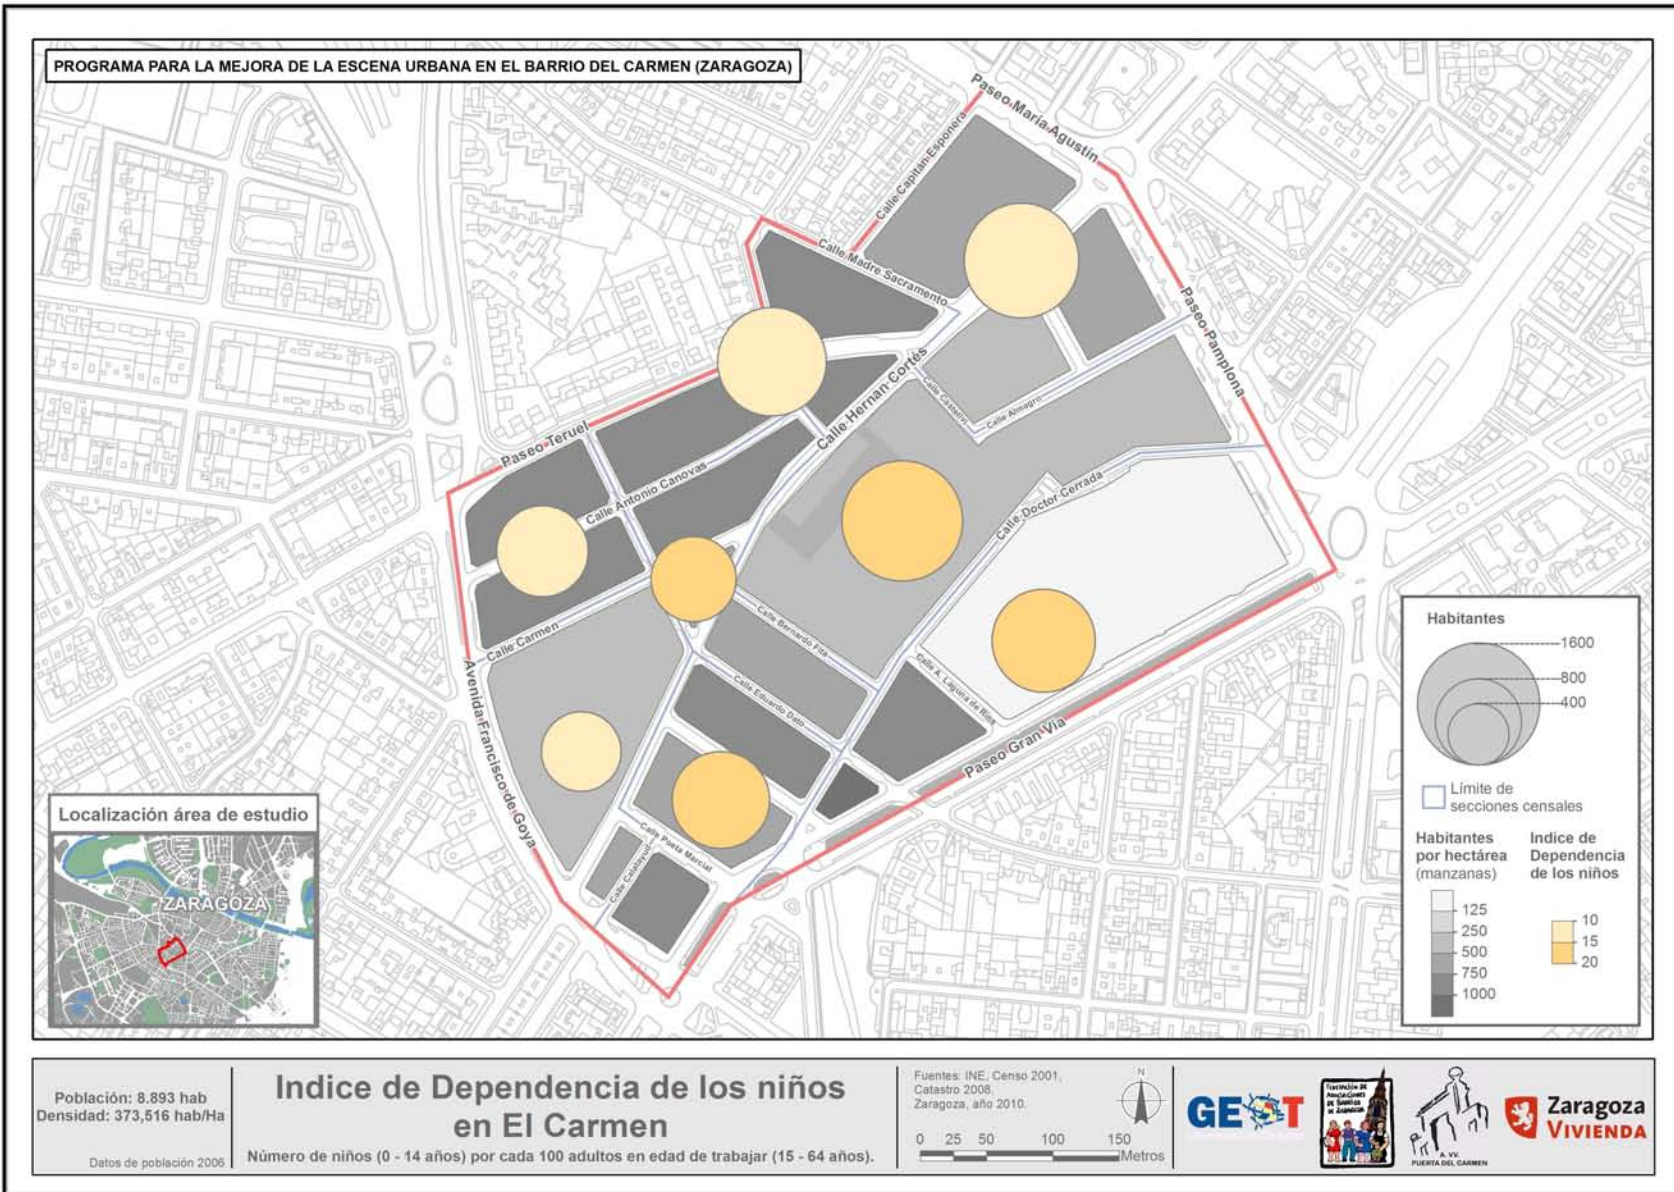 PROGRAMA PARA LA MEJORA DE LA ESCENA URBANA EN EL BARRIO DEL CARMEN (ZARAGOZA)
Paseo María Agustín
Calle Capitán Esponera
Calle Madre Sacramento
Paseo Pamplona
Calle Hernan Cortés
Calle Castellvi
Calle Almagro
Paseo Teruel
Calle Antonio Canovas
Calle Doctor Cerrada
Calle Carmen
Calle Bernardo Fita
Calle A. Laguna de Rins
Calle Eduardo Dato
Avenida Francisco de Goya
Paseo Gran Vía
Calle Poeta Marcial
Calle Calatayud
Localización área de estudio
ZARAGOZA
Habitantes
1600
800
400
Límite de
secciones censales
Habitantes
por hectárea
(manzanas)
125
250
500
750
1000
Indice de
Dependencia
de los niños
10
15
20
Población: 8.893 hab
Densidad: 373,516 hab/Ha
Datos de población 2006
Indice de Dependencia de los niños
en El Carmen
Número de niños (0 - 14 años) por cada 100 adultos en edad de trabajar (15 - 64 años).
Fuentes: INE, Censo 2001,
Catastro 2008.
Zaragoza, año 2010.
N
0 25 50 100 150
Metros
GEOT
A. VV.
PUERTA DEL CARMEN
Zaragoza
VIVIENDA